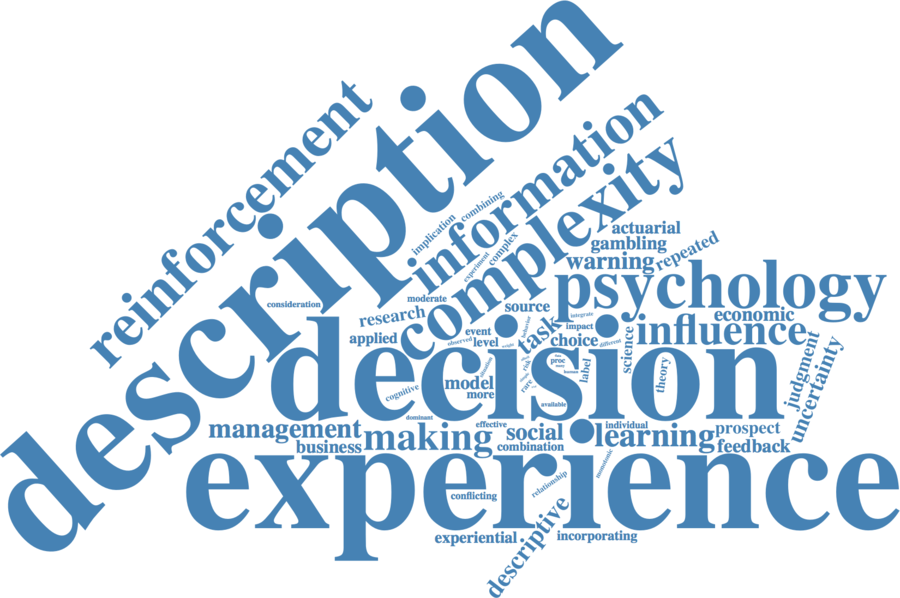 description
reinforcement
information
complexity
combining
implication
complex
experiment
actuarial
gambling
warning
repeated
psychology
consideration
moderate
research
source
integrate
economic
applied
event
level
observed
task
behavior
impact
choice
different
science
influence
judgment
uncertainty
decision
cognitive
model
more
risk
rare
proc
label
theory
available
dominant
effective
individual
management
making
social
learning
prospect
business
combination
feedback
experience
monotonic
relationship
conflicting
descriptive
experiential
incorporating